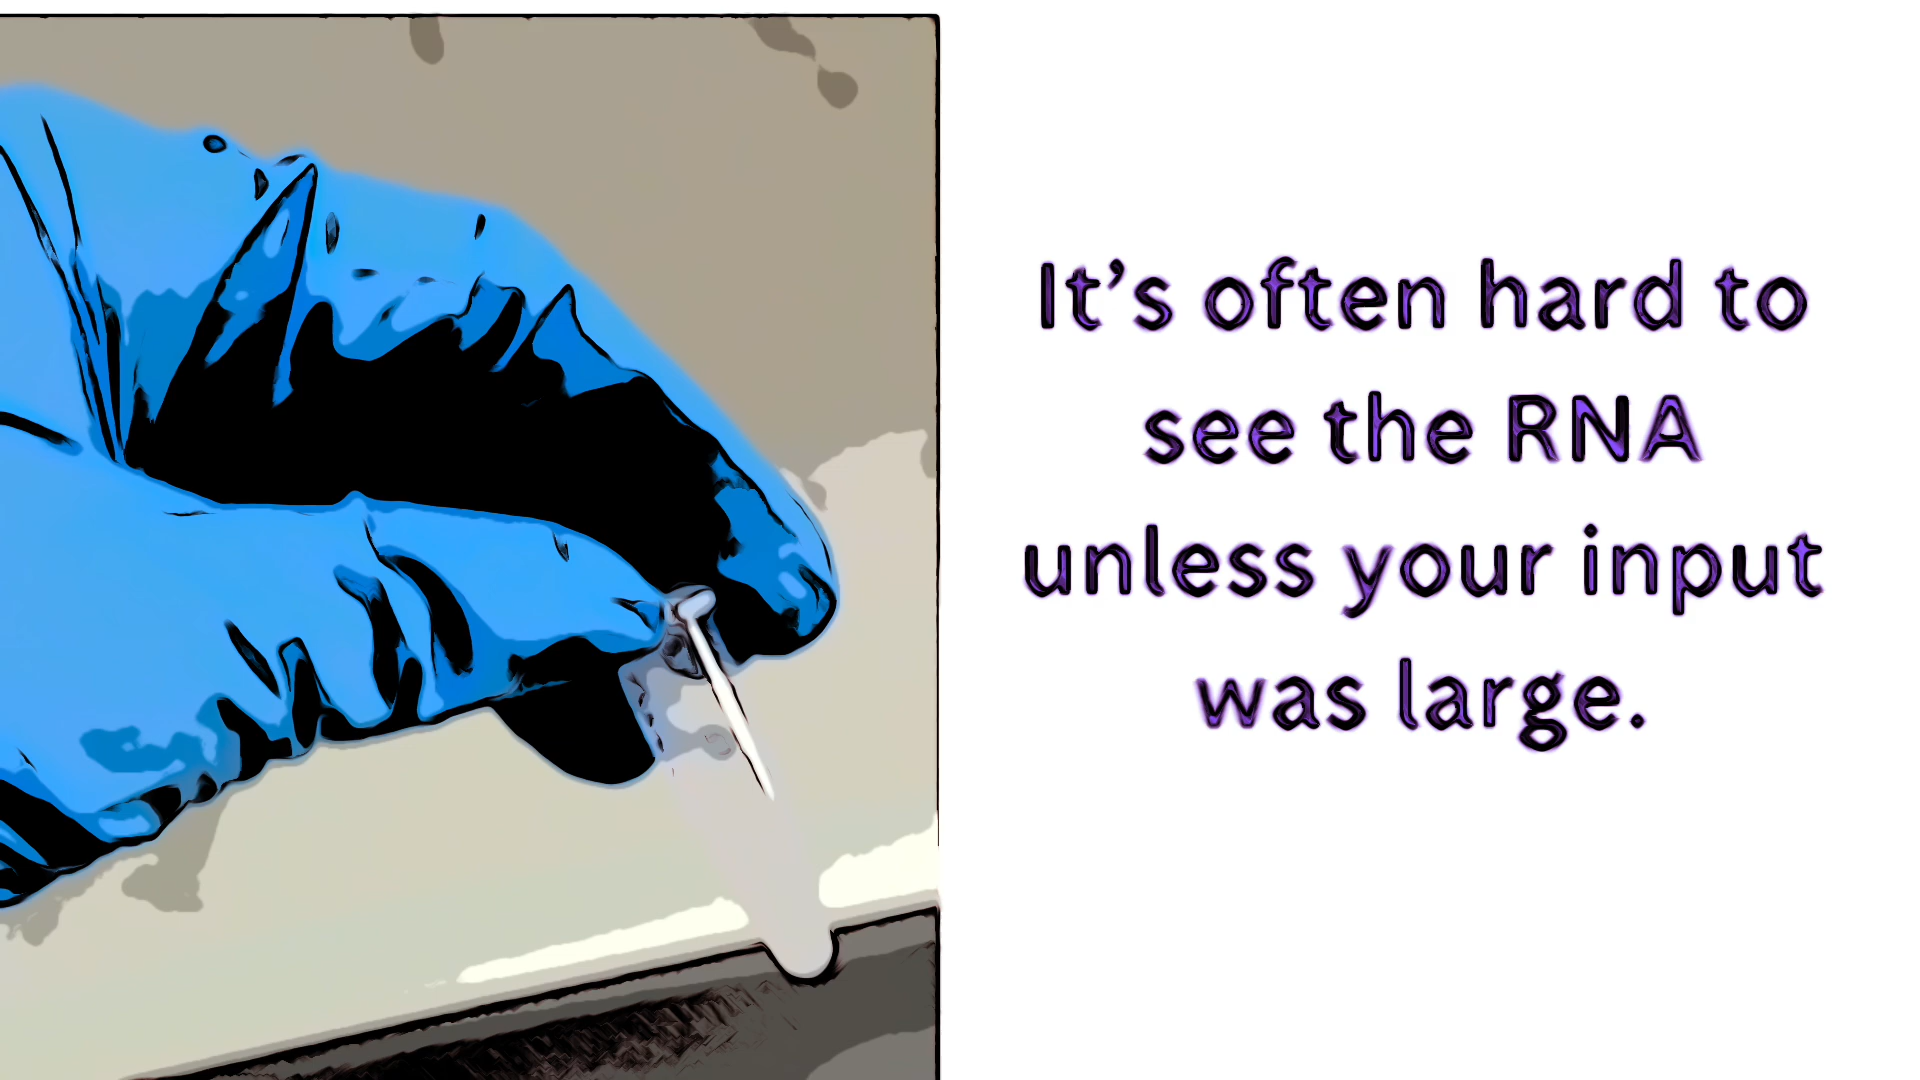 It’s often hard to
see the RNA
unless your input
was large.